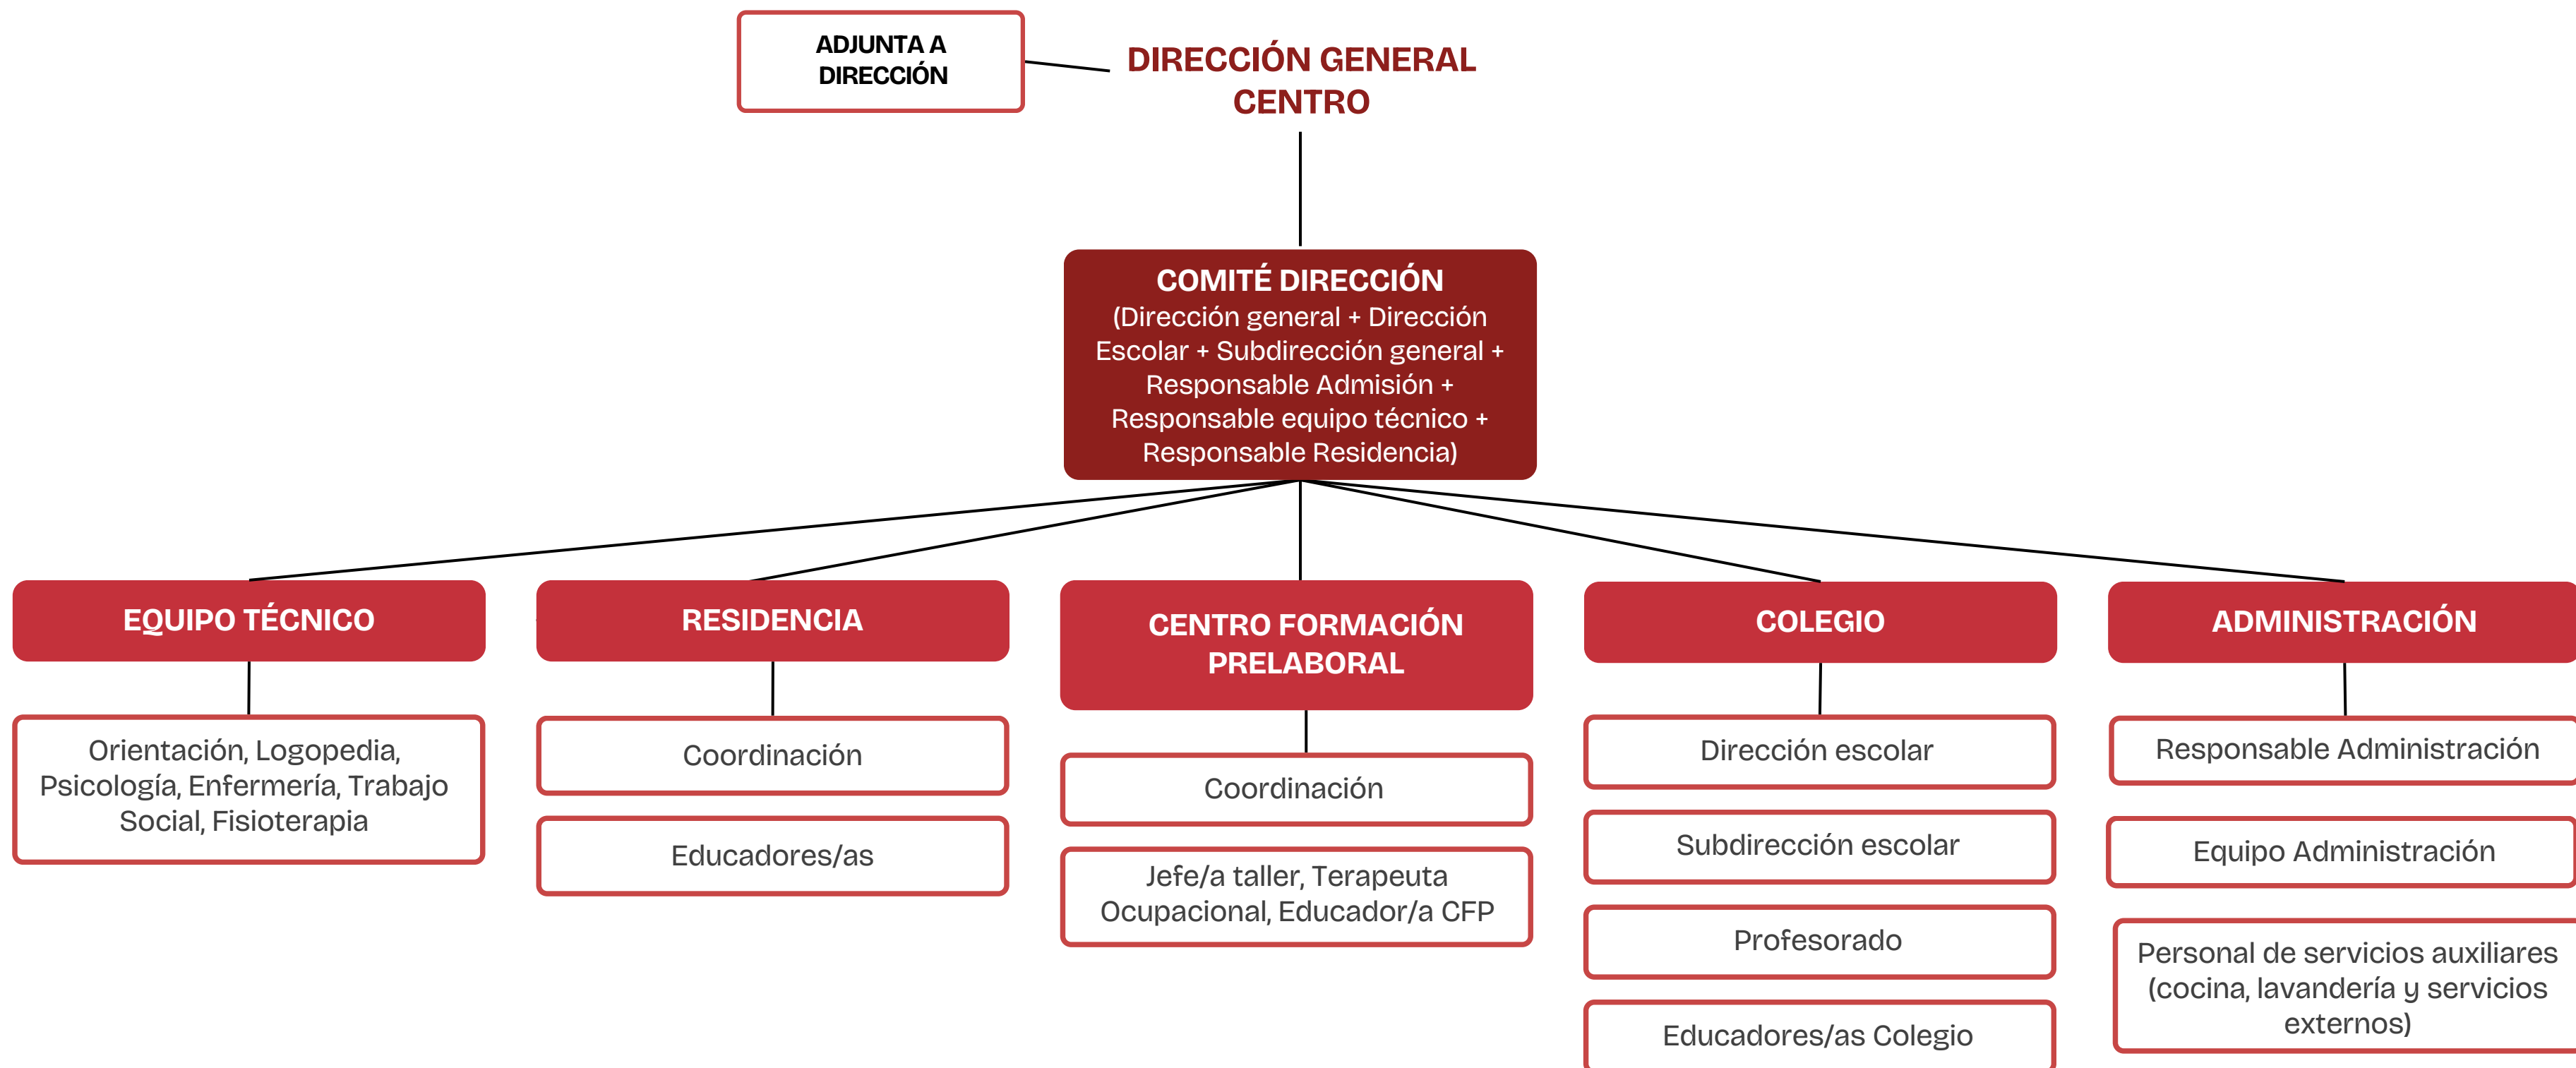 ADJUNTA A
DIRECCIÓN
DIRECCIÓN GENERAL
CENTRO
COMITÉ DIRECCIÓN
(Dirección general + Dirección
Escolar + Subdirección general +
Responsable Admisión +
Responsable equipo técnico +
Responsable Residencia)
EQUIPO TÉCNICO
Orientación, Logopedia,
Psicología, Enfermería, Trabajo
Social, Fisioterapia
RESIDENCIA
Coordinación
Educadores/as
CENTRO FORMACIÓN
PRELABORAL
Coordinación
Jefe/a taller, Terapeuta
Ocupacional, Educador/a CFP
COLEGIO
Dirección escolar
Subdirección escolar
Profesorado
Educadores/as Colegio
ADMINISTRACIÓN
Responsable Administración
Equipo Administración
Personal de servicios auxiliares
(cocina, lavandería y servicios
externos)